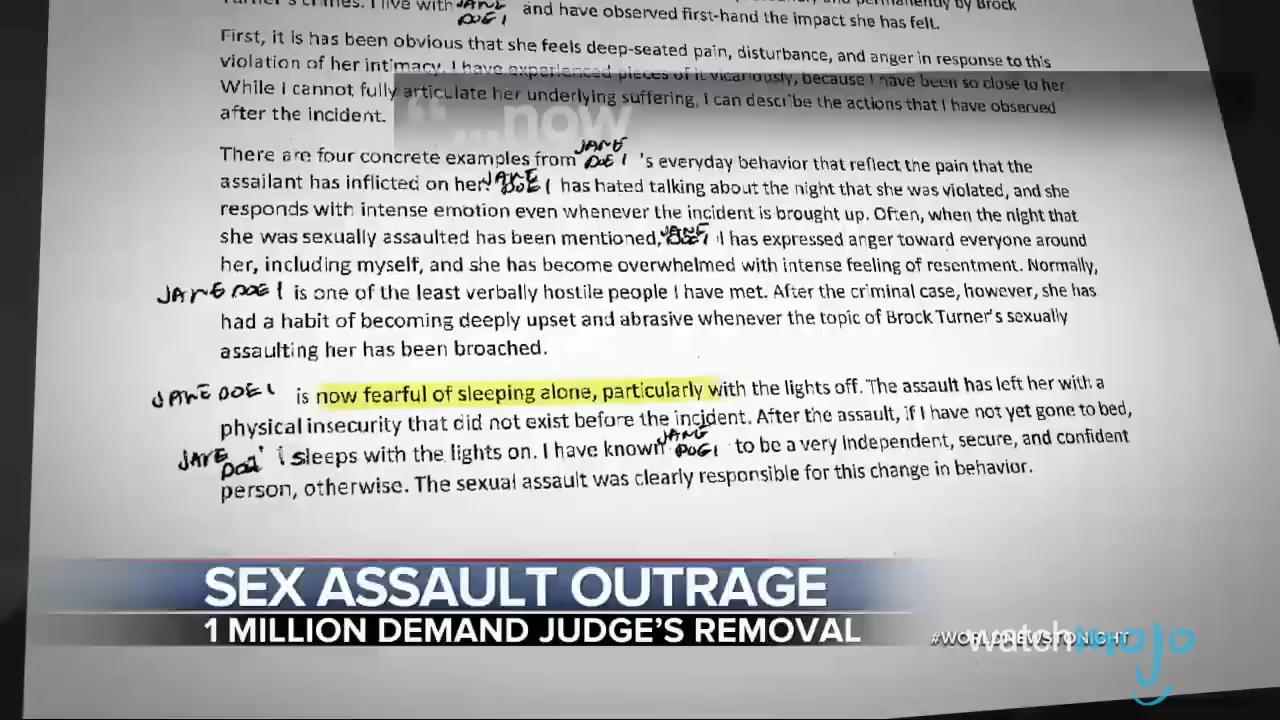 Turner's crimes. I live with JANE DOE 1 and have observed first-hand the impact she has felt.
First, it is has been obvious that she feels deep-seated pain, disturbance, and anger in response to this
violation of her intimacy. I have experienced pieces of it vicariously, because I have been so close to her
While I cannot fully articulate her underlying suffering, I can describe the actions that I have observed
after the incident.
“...now
There are four concrete examples from JANE DOE 1 's everyday behavior that reflect the pain that the
assailant has inflicted on her. JANE DOE 1 has hated talking about the night that she was violated, and she
responds with intense emotion even whenever the incident is brought up. Often, when the night that
she was sexually assaulted has been mentioned, JANE DOE 1 has expressed anger toward everyone around
her, including myself, and she has become overwhelmed with intense feeling of resentment. Normally,
JANE DOE 1 is one of the least verbally hostile people I have met. After the criminal case, however, she has
had a habit of becoming deeply upset and abrasive whenever the topic of Brock Turner's sexually
assaulting her has been broached.
JANE DOE 1 is now fearful of sleeping alone, particularly with the lights off. The assault has left her with a
physical insecurity that did not exist before the incident. After the assault, if I have not yet gone to bed,
JANE DOE 1 sleeps with the lights on. I have known JANE DOE 1 to be a very independent, secure, and confident
person, otherwise. The sexual assault was clearly responsible for this change in behavior.
SEX ASSAULT OUTRAGE
1 MILLION DEMAND JUDGE'S REMOVAL
#WORLDNEWSTONIGHT
watchmojo